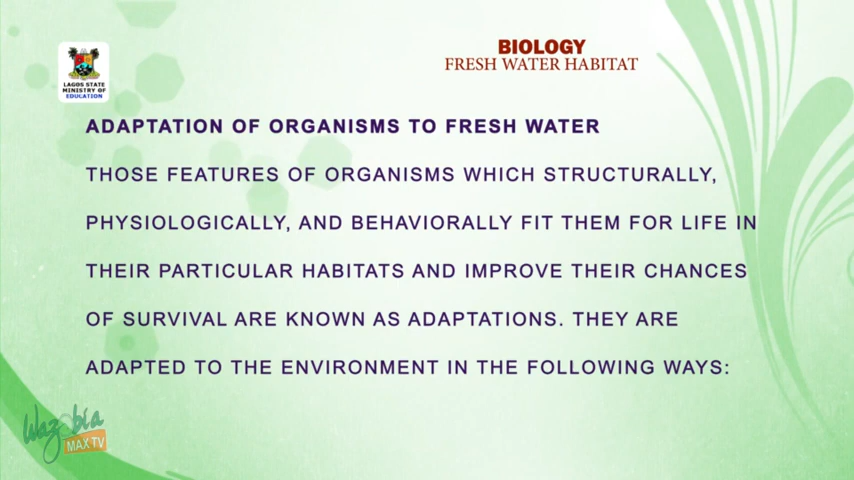 BIOLOGY
FRESH WATER HABITAT
LAGOS STATE
MINISTRY OF
EDUCATION
ADAPTATION OF ORGANISMS TO FRESH WATER
THOSE FEATURES OF ORGANISMS WHICH STRUCTURALLY,
PHYSIOLOGICALLY, AND BEHAVIORALLY FIT THEM FOR LIFE IN
THEIR PARTICULAR HABITATS AND IMPROVE THEIR CHANCES
OF SURVIVAL ARE KNOWN AS ADAPTATIONS. THEY ARE
ADAPTED TO THE ENVIRONMENT IN THE FOLLOWING WAYS:
Wazobia
MAX TV